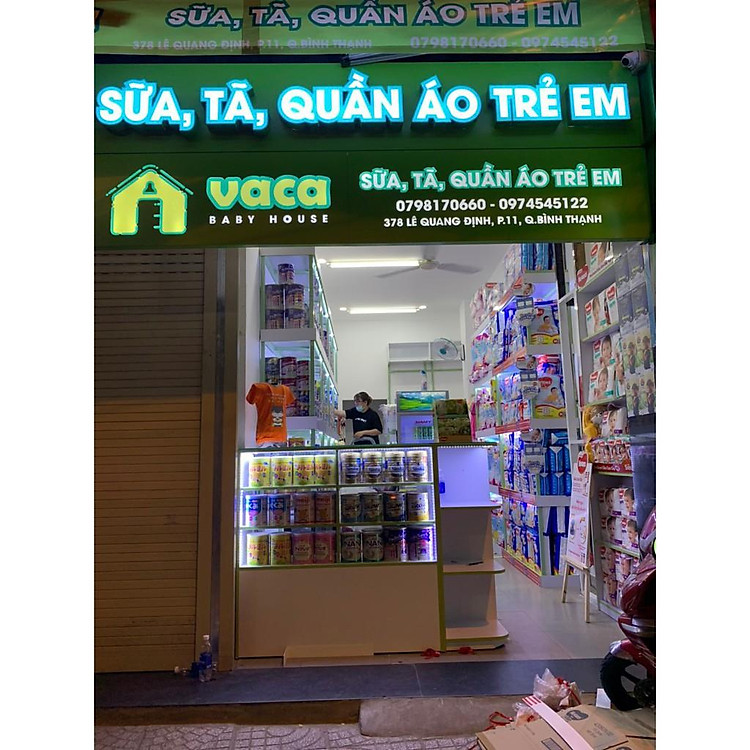 SỮA, TÃ, QUẦN ÁO TRẺ EM
378 LÊ QUANG ĐỊNH, P.11, Q.BÌNH THẠNH
0798170660 - 0974545122
SỮA, TÃ, QUẦN ÁO TRẺ EM
vaca
BABY HOUSE
SỮA, TÃ, QUẦN ÁO TRẺ EM
0798170660 - 0974545122
378 LÊ QUANG ĐỊNH, P.11, Q.BÌNH THẠNH